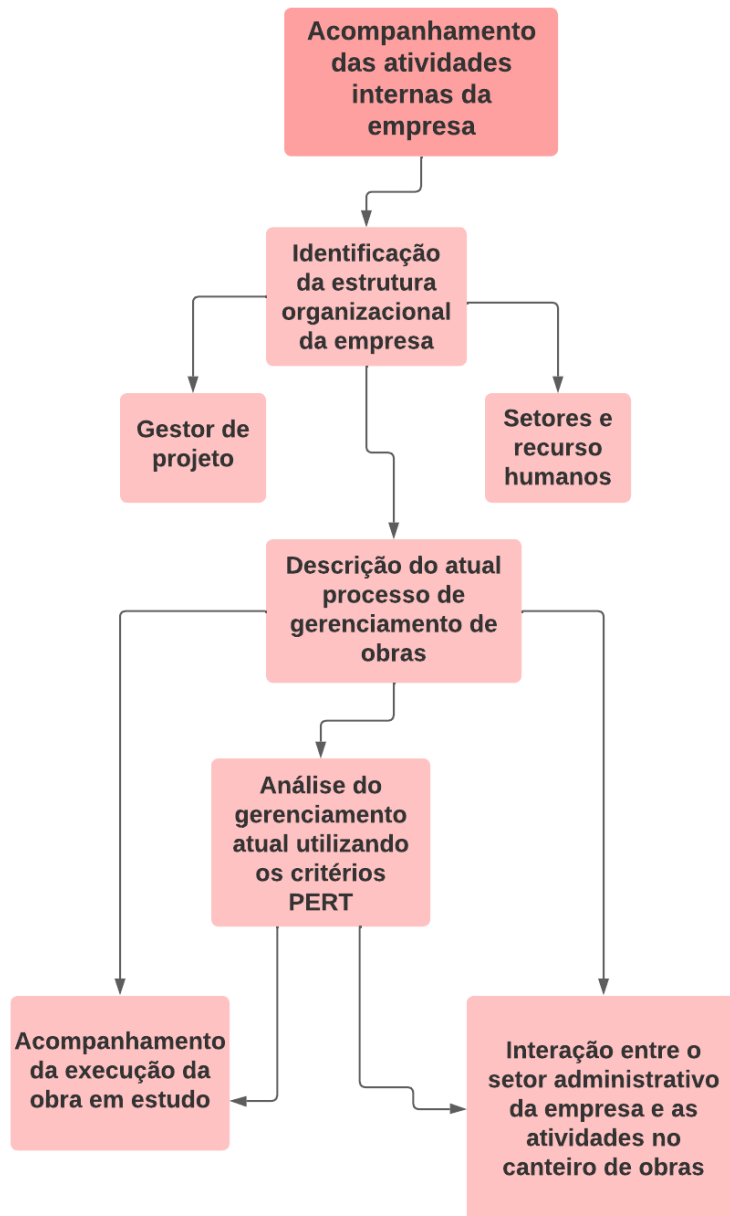 Acompanhamento
das atividades
internas da
empresa
Identificação
da estrutura
organizacional
da empresa
Gestor de
projeto
Setores e
recurso
humanos
Descrição do atual
processo de
gerenciamento de
obras
Análise do
gerenciamento
atual utilizando
os critérios
PERT
Acompanhamento
da execução da
obra em estudo
Interação entre o
setor administrativo
da empresa e as
atividades no
canteiro de obras